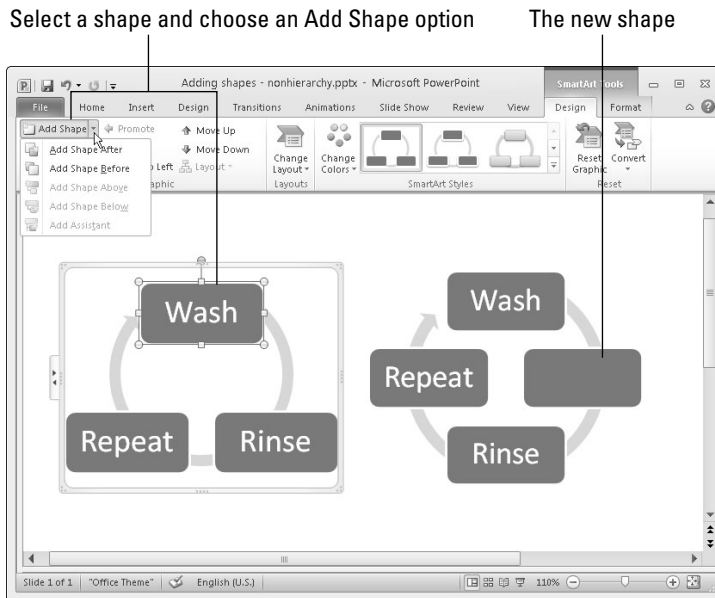 Select a shape and choose an Add Shape option The new shape
Adding shapes - nonhierarchy.pptx - Microsoft PowerPoint SmartArt Tools
File Home Insert Design Transitions Animations Slide Show Review View Design Format
Add Shape Promote Move Up
Add Shape After Move Down
Add Shape Before Left Layout
Add Shape Above
Add Shape Below
Add Assistant
Change Layout
Layouts
Change Colors
SmartArt Styles
Reset Graphic
Convert
Reset
Wash
Repeat Rinse
Wash
Repeat
Rinse
Slide 1 of 1 "Office Theme" English (U.S.) 110%